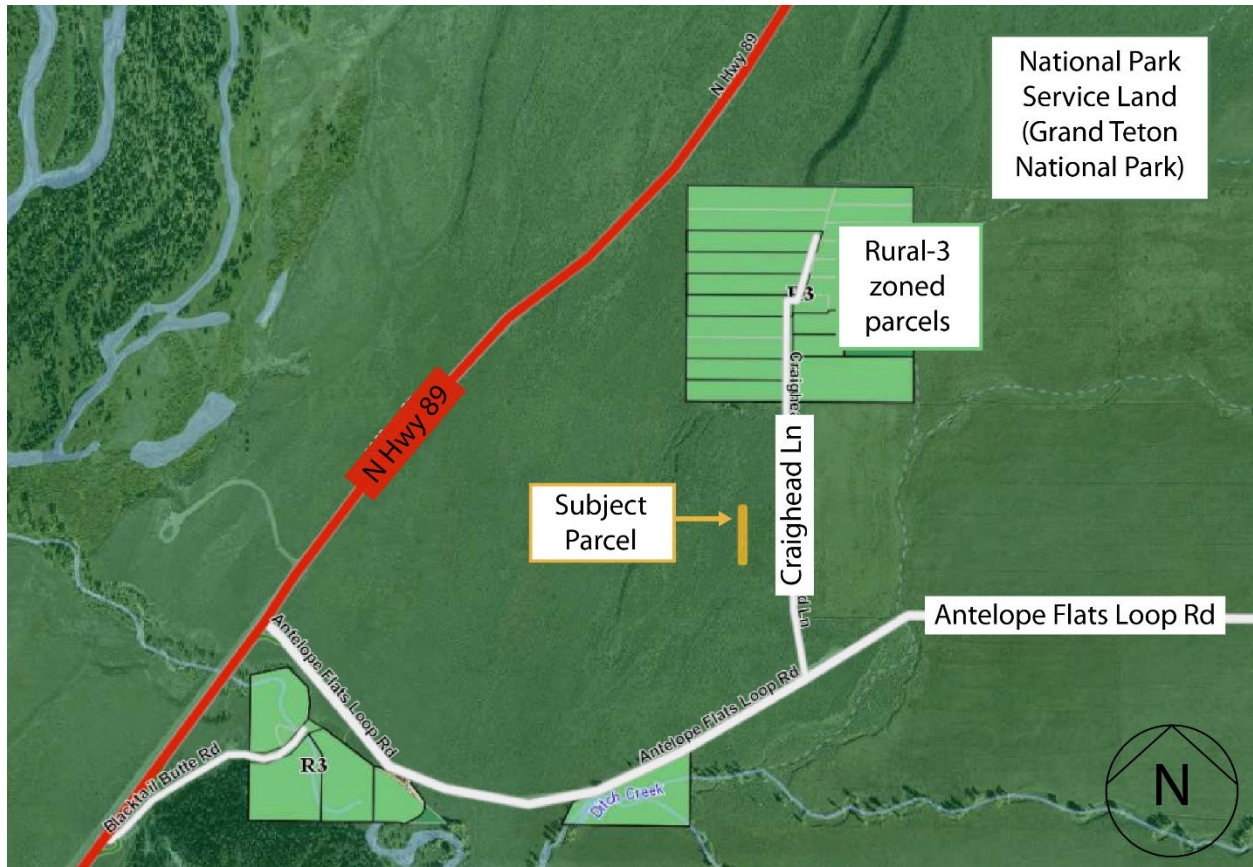 N Hwy 89
National Park
Service Land
(Grand Teton
National Park)
Rural-3
zoned
parcels
R3
Craighea
N Hwy 89
Craighead Ln
Subject
Parcel
d Ln
Antelope Flats Loop Rd
Antelope Flats Loop Rd
Antelope Flats Loop Rd
Blacktail Butte Rd
R3
Ditch Creek
N